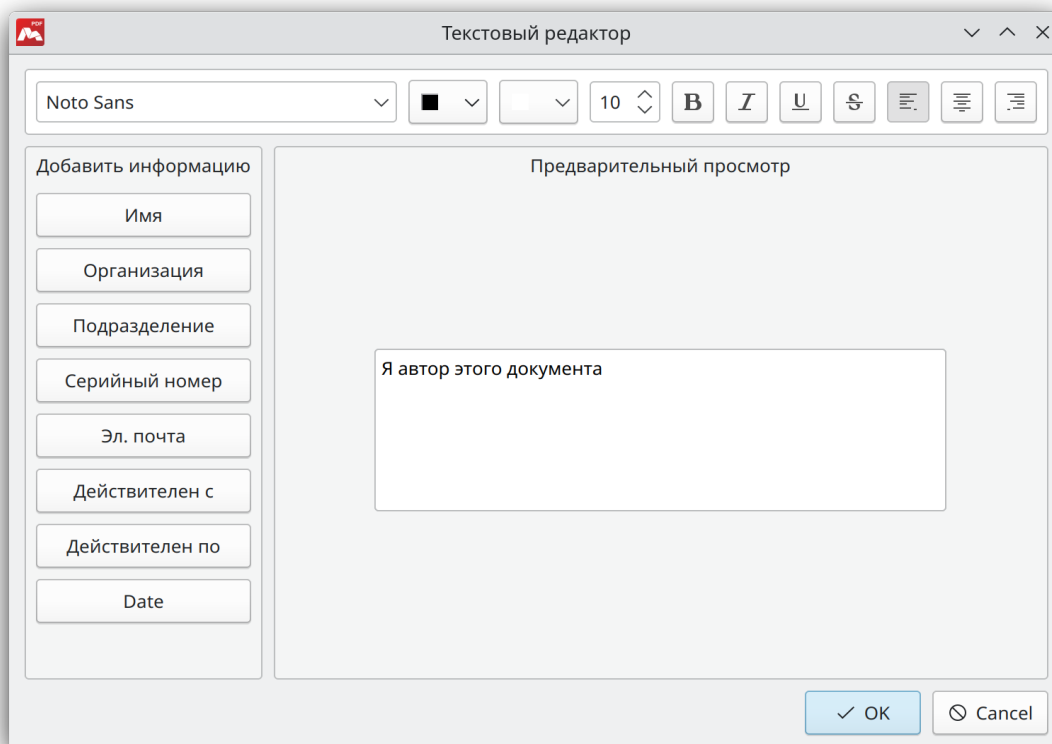 PDF
Текстовый редактор
Noto Sans
10
B I U S
Добавить информацию
Предварительный просмотр
Имя
Организация
Подразделение
Серийный номер
Эл. почта
Действителен с
Действителен по
Date
Я автор этого документа
OK
Cancel